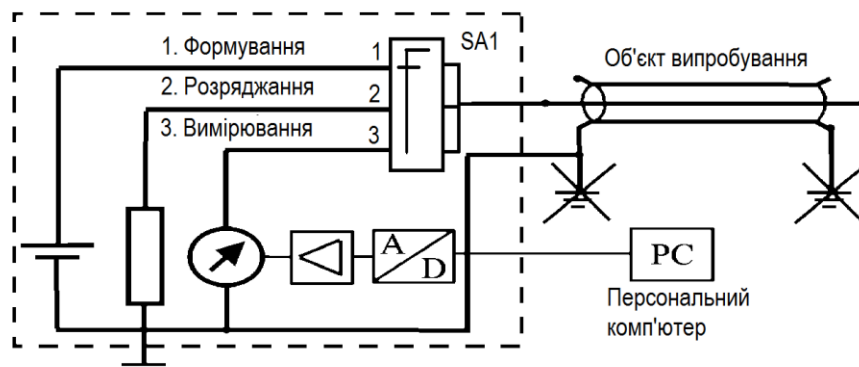 1. Формування
1
SA1
Об'єкт випробування
2. Розряджання
2
3. Вимірювання
3
A
D
PC
Персональний
комп'ютер